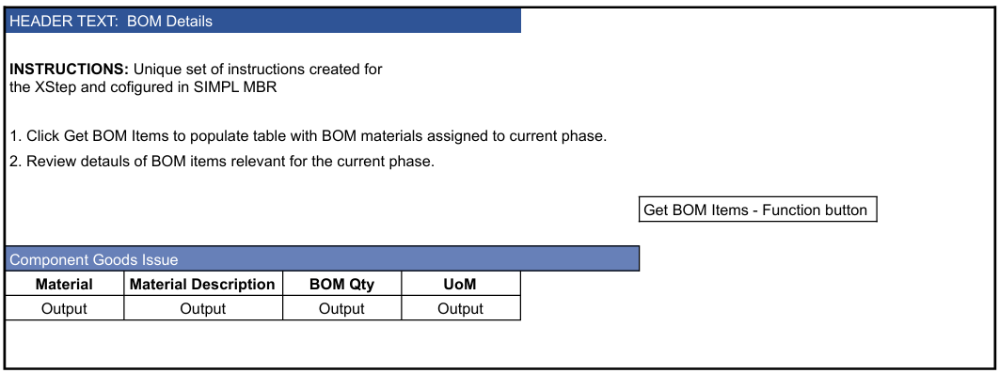 HEADER TEXT:  BOM Details
INSTRUCTIONS: Unique set of instructions created for
the XStep and cofigured in SIMPL MBR
1. Click Get BOM Items to populate table with BOM materials assigned to current phase.
2. Review detauls of BOM items relevant for the current phase.
Get BOM Items - Function button
Component Goods Issue
Material Material Description BOM Qty UoM
Output Output Output Output